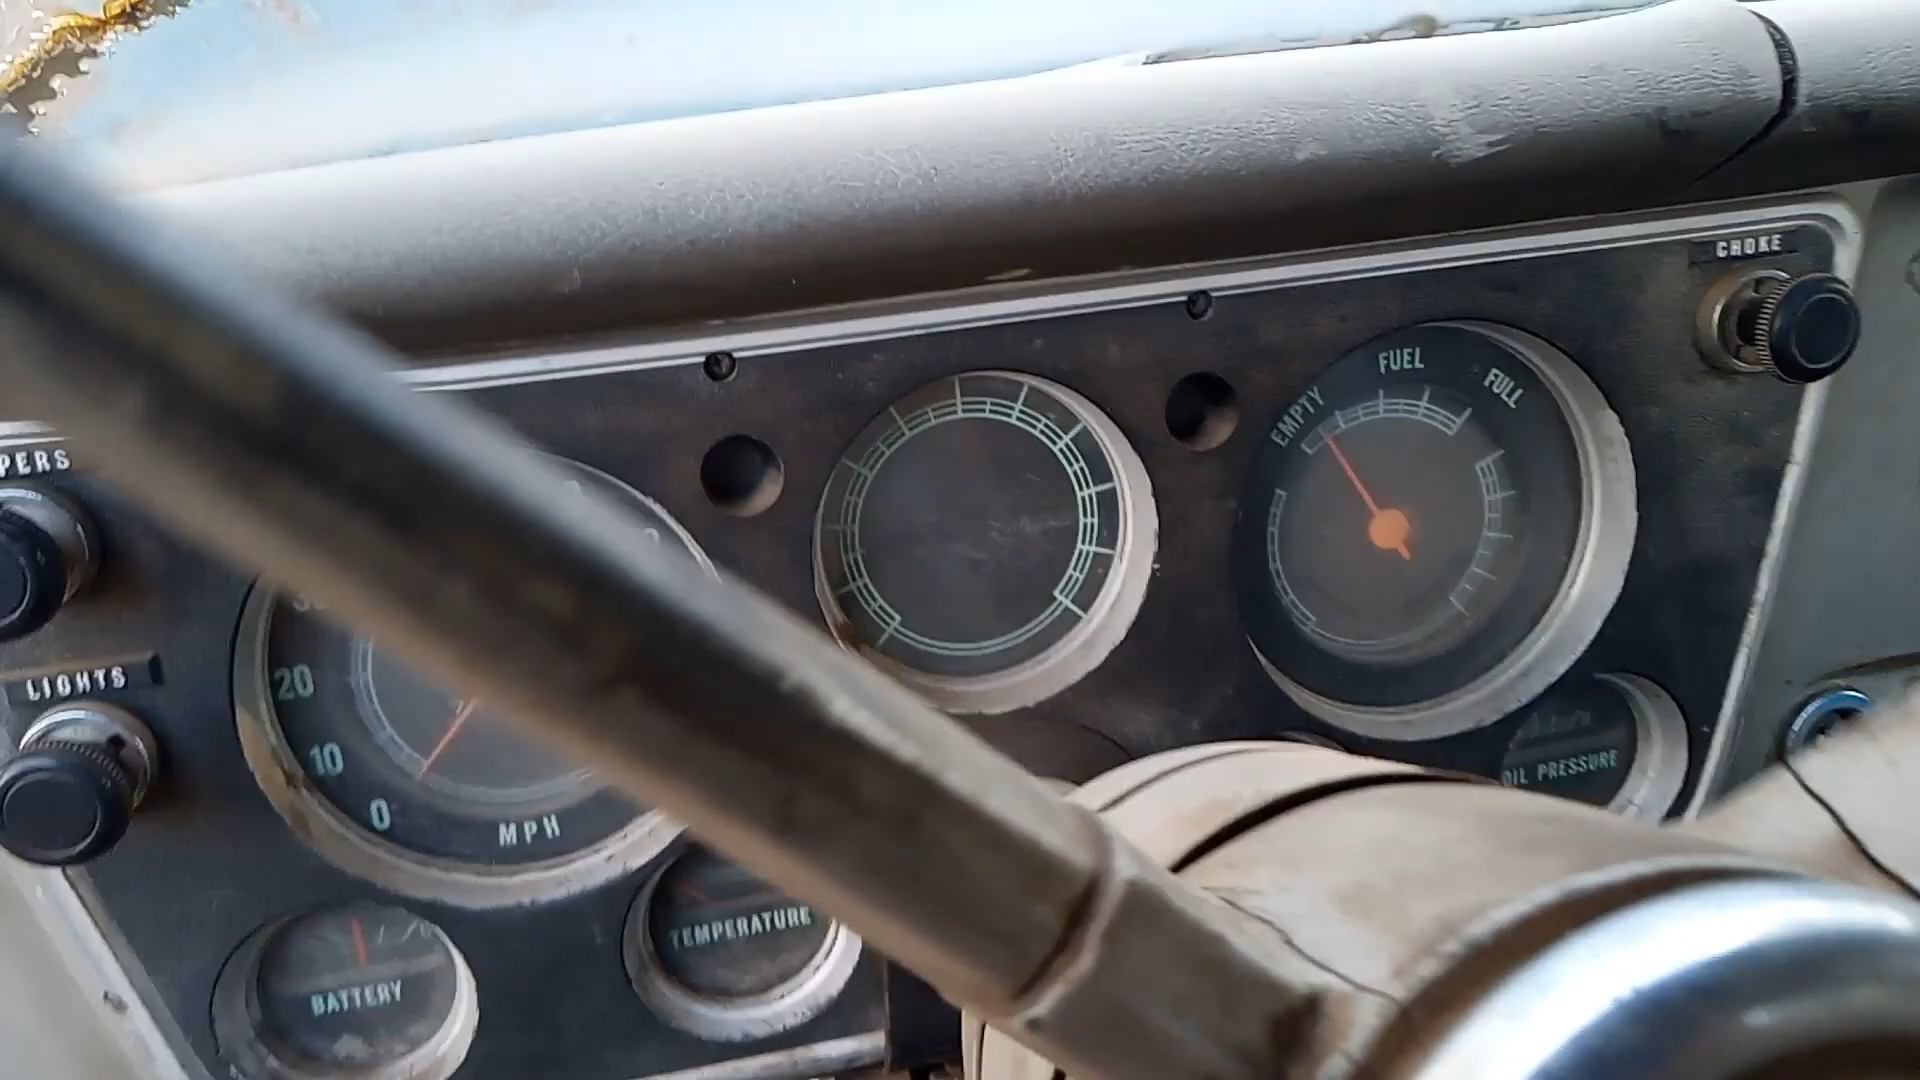 CHOKE
FUEL
EMPTY
FULL
PERS
LIGHTS
20
10
0
MPH
OIL PRESSURE
TEMPERATURE
BATTERY